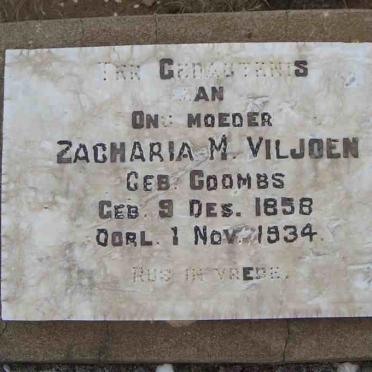 TER GEDAGTENIS
AN
ONS MOEDER
ZACHARIA M. VILJOEN
GEB. COOMBS
GEB. 9 DES. 1858
OORL. 1 NOV. 1934.
RUS IN VREDE.